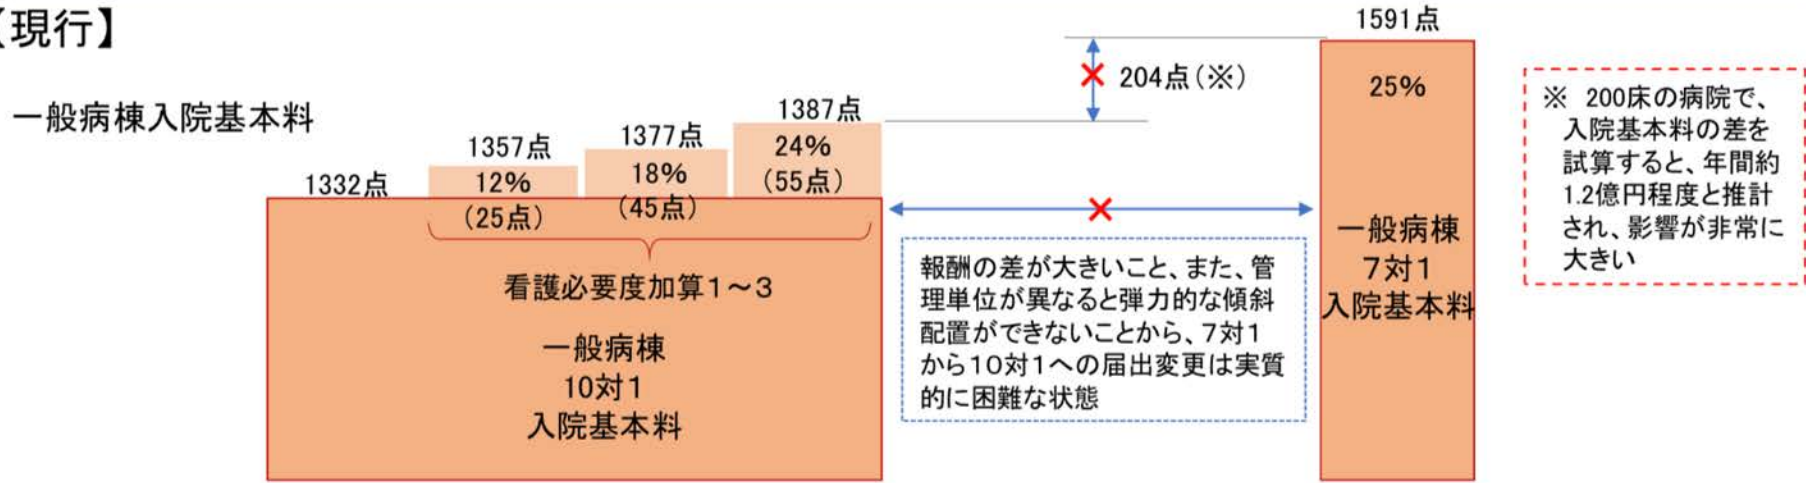 【現行】
一般病棟入院基本料
1332点
1357点
12%
(25点)
1377点
18%
(45点)
1387点
24%
(55点)
看護必要度加算1～3
一般病棟
10対1
入院基本料
204点(※)
報酬の差が大きいこと、また、管
理単位が異なると弾力的な傾斜
配置ができないことから、7対1
から10対1への届出変更は実質
的に困難な状態
1591点
25%
一般病棟
7対1
入院基本料
※ 200床の病院で、
入院基本料の差を
試算すると、年間約
1.2億円程度と推計
され、影響が非常に
大きい